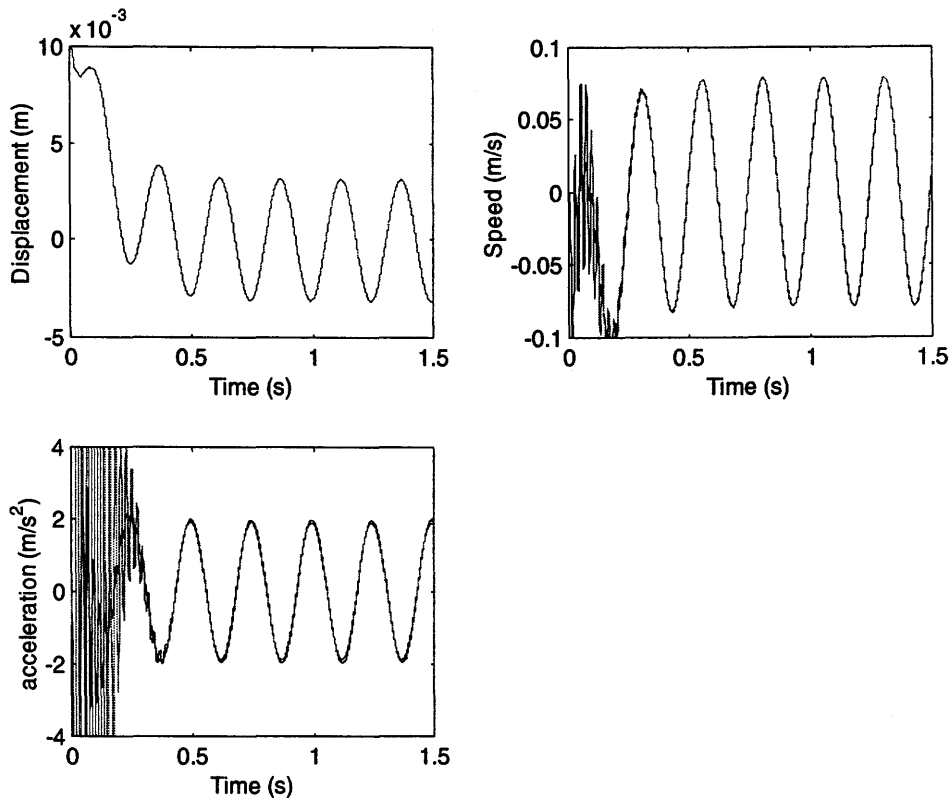 x 10^-3
10
5
0
-5
Displacement (m)
0 0.5 1 1.5
Time (s)
0.1
0.05
0
-0.05
-0.1
Speed (m/s)
0 0.5 1 1.5
Time (s)
4
2
0
-2
-4
acceleration (m/s²)
0 0.5 1 1.5
Time (s)